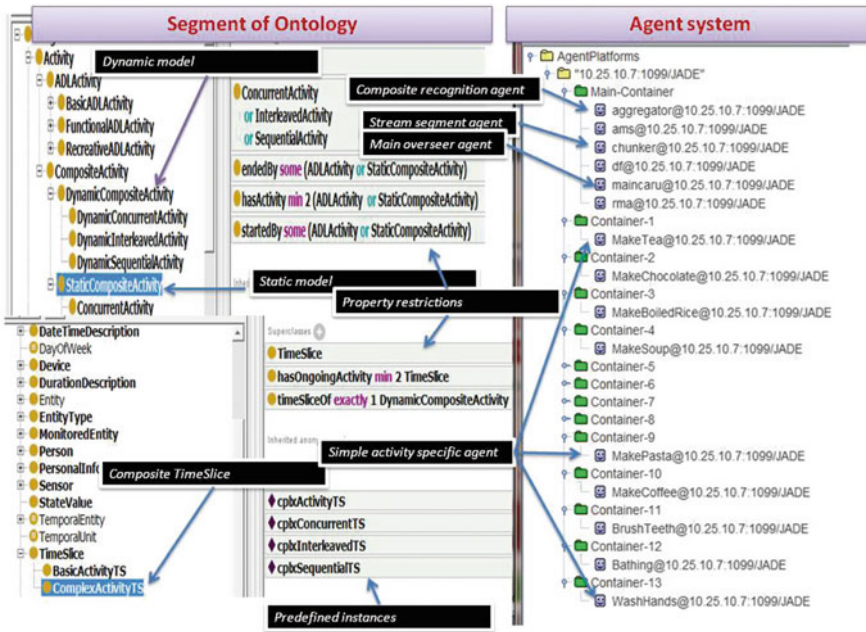 Segment of Ontology
Activity
ADLActivity
BasicADLActivity
FunctionalADLActivity
RecreativeADLActivity
CompositeActivity
DynamicCompositeActivity
DynamicConcurrentActivity
DynamicInterleavedActivity
DynamicSequentialActivity
StaticCompositeActivity
ConcurrentActivity
DateTimeDescription
DayOfWeek
Device
DurationDescription
Entity
EntityType
MonitoredEntity
Person
PersonalInfo
Sensor
StateValue
TemporalEntity
TemporalUnit
TimeSlice
BasicActivityTS
ComplexActivityTS
Dynamic model
ConcurrentActivity
or InterleavedActivity
or SequentialActivity
endedBy some (ADLActivity or StaticCompositeActivity)
hasActivity min 2 (ADLActivity or StaticCompositeActivity)
startedBy some (ADLActivity or StaticCompositeActivity)
Static model
Property restrictions
Superclasses
TimeSlice
hasOngoingActivity min 2 TimeSlice
timeSliceOf exactly 1 DynamicCompositeActivity
Inherited anony
Composite TimeSlice
cplxActivityTS
cplxConcurrentTS
cplxInterleavedTS
cplxSequentialTS
Predefined instances
Agent system
Composite recognition agent
Stream segment agent
Main overseer agent
Simple activity specific agent
AgentPlatforms
"10.25.10.7:1099/JADE"
Main-Container
aggregator@10.25.10.7:1099/JADE
ams@10.25.10.7:1099/JADE
chunker@10.25.10.7:1099/JADE
df@10.25.10.7:1099/JADE
maincaru@10.25.10.7:1099/JADE
rma@10.25.10.7:1099/JADE
Container-1
MakeTea@10.25.10.7:1099/JADE
Container-2
MakeChocolate@10.25.10.7:1099/JADE
Container-3
MakeBoiledRice@10.25.10.7:1099/JADE
Container-4
MakeSoup@10.25.10.7:1099/JADE
Container-5
Container-6
Container-7
Container-8
Container-9
MakePasta@10.25.10.7:1099/JADE
Container-10
MakeCoffee@10.25.10.7:1099/JADE
Container-11
BrushTeeth@10.25.10.7:1099/JADE
Container-12
Bathing@10.25.10.7:1099/JADE
Container-13
WashHands@10.25.10.7:1099/JADE